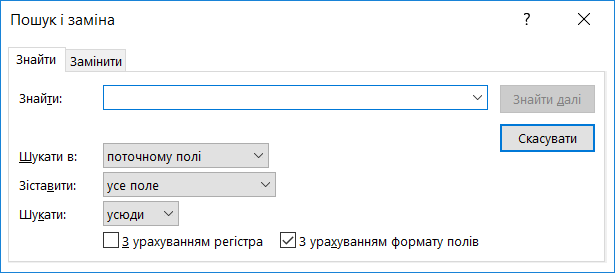 Пошук і заміна ?
Знайти Замінити
Знайти: Знайти далі
Скасувати
Шукати в: поточному полі
Зіставити: усе поле
Шукати: усюди
З урахуванням регістра З урахуванням формату полів